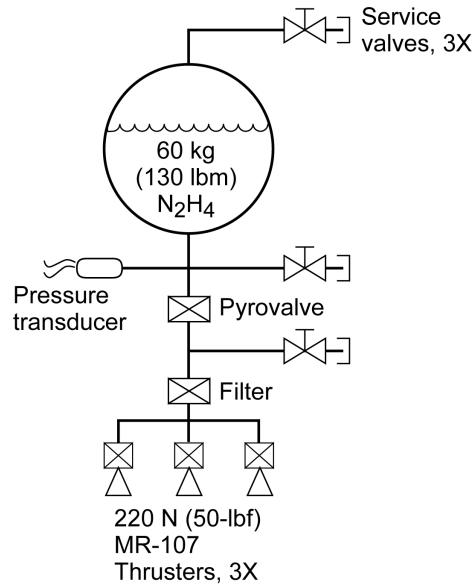 Service
valves, 3X
60 kg
(130 lbm)
N₂H₄
Pressure
transducer
Pyrovalve
Filter
220 N (50-lbf)
MR-107
Thrusters, 3X